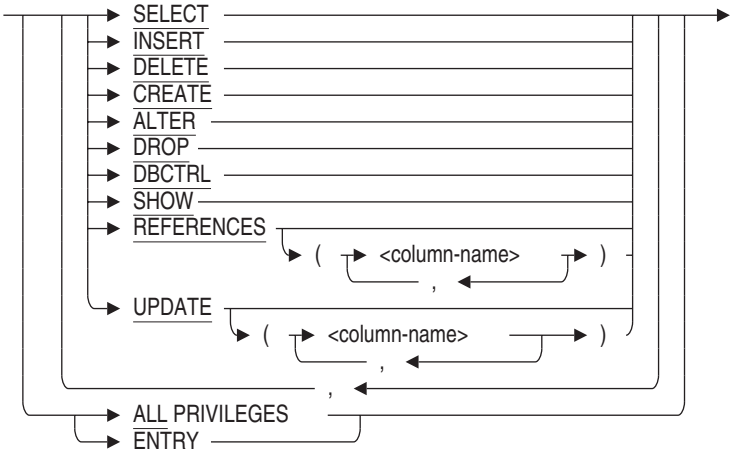 SELECT
INSERT
DELETE
CREATE
ALTER
DROP
DBCTRL
SHOW
REFERENCES
( <column-name> )
,
UPDATE
( <column-name> )
,
,
ALL PRIVILEGES
ENTRY